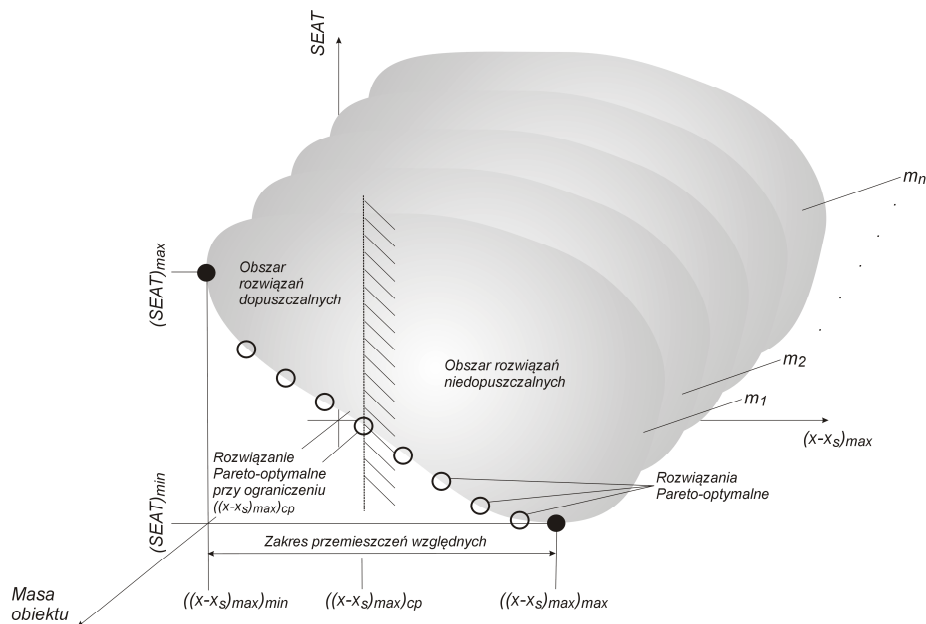 SEAT
m_n
(SEAT)_max
Obszar
rozwiązań
dopuszczalnych
Obszar rozwiązań
niedopuszczalnych
m_2
m_1
(x-x_s)_max
Rozwiązanie
Pareto-optymalne
przy ograniczeniu
((x-x_s)_max)_cp
Rozwiązania
Pareto-optymalne
(SEAT)_min
Zakres przemieszczeń względnych
Masa
obiektu
((x-x_s)_max)_min
((x-x_s)_max)_cp
((x-x_s)_max)_max